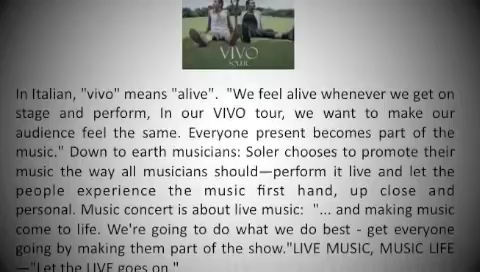 VIVO
SOLER
In Italian, "vivo" means "alive".  "We feel alive whenever we get on
stage and perform, In our VIVO tour, we want to make our
audience feel the same. Everyone present becomes part of the
music." Down to earth musicians: Soler chooses to promote their
music the way all musicians should—perform it live and let the
people experience the music first hand, up close and
personal. Music concert is about live music:  "... and making music
come to life. We're going to do what we do best - get everyone
going by making them part of the show."LIVE MUSIC, MUSIC LIFE
—"Let the LIVE goes on "